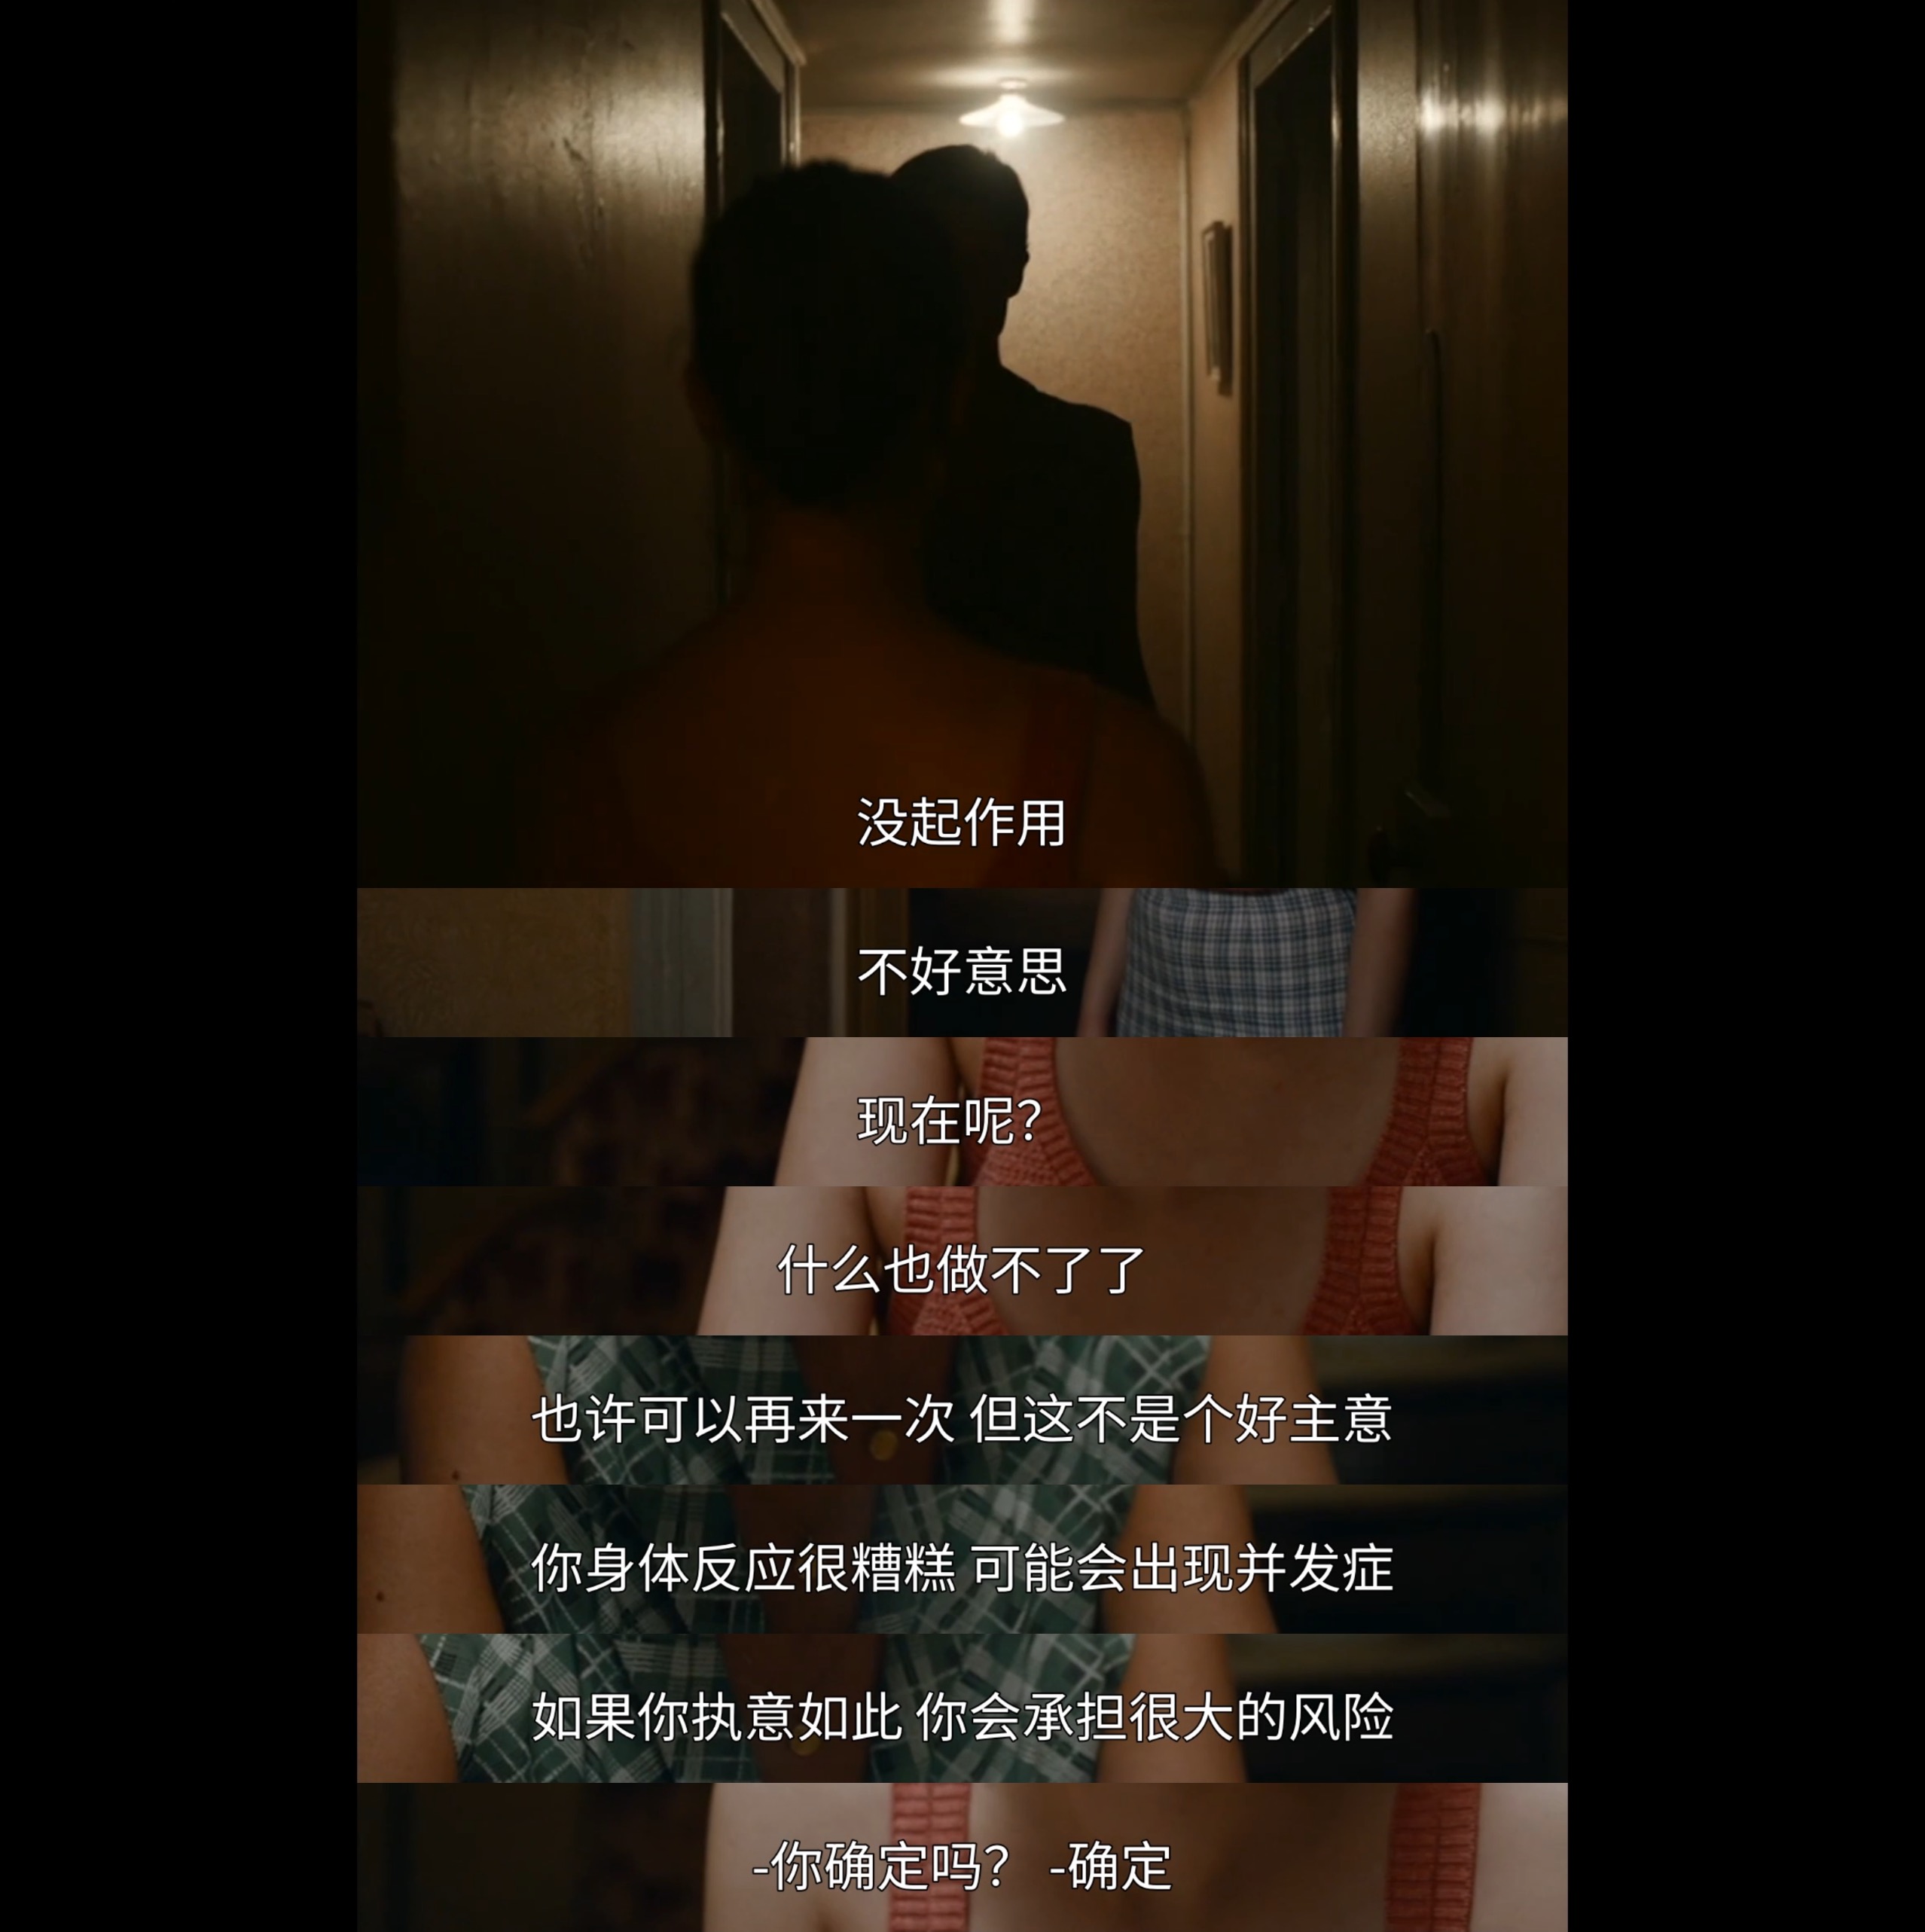 没起作用
不好意思
现在呢？
什么也做不了了
也许可以再来一次 但这不是个好主意
你身体反应很糟糕 可能会出现并发症
如果你执意如此 你会承担很大的风险
-你确定吗？ -确定